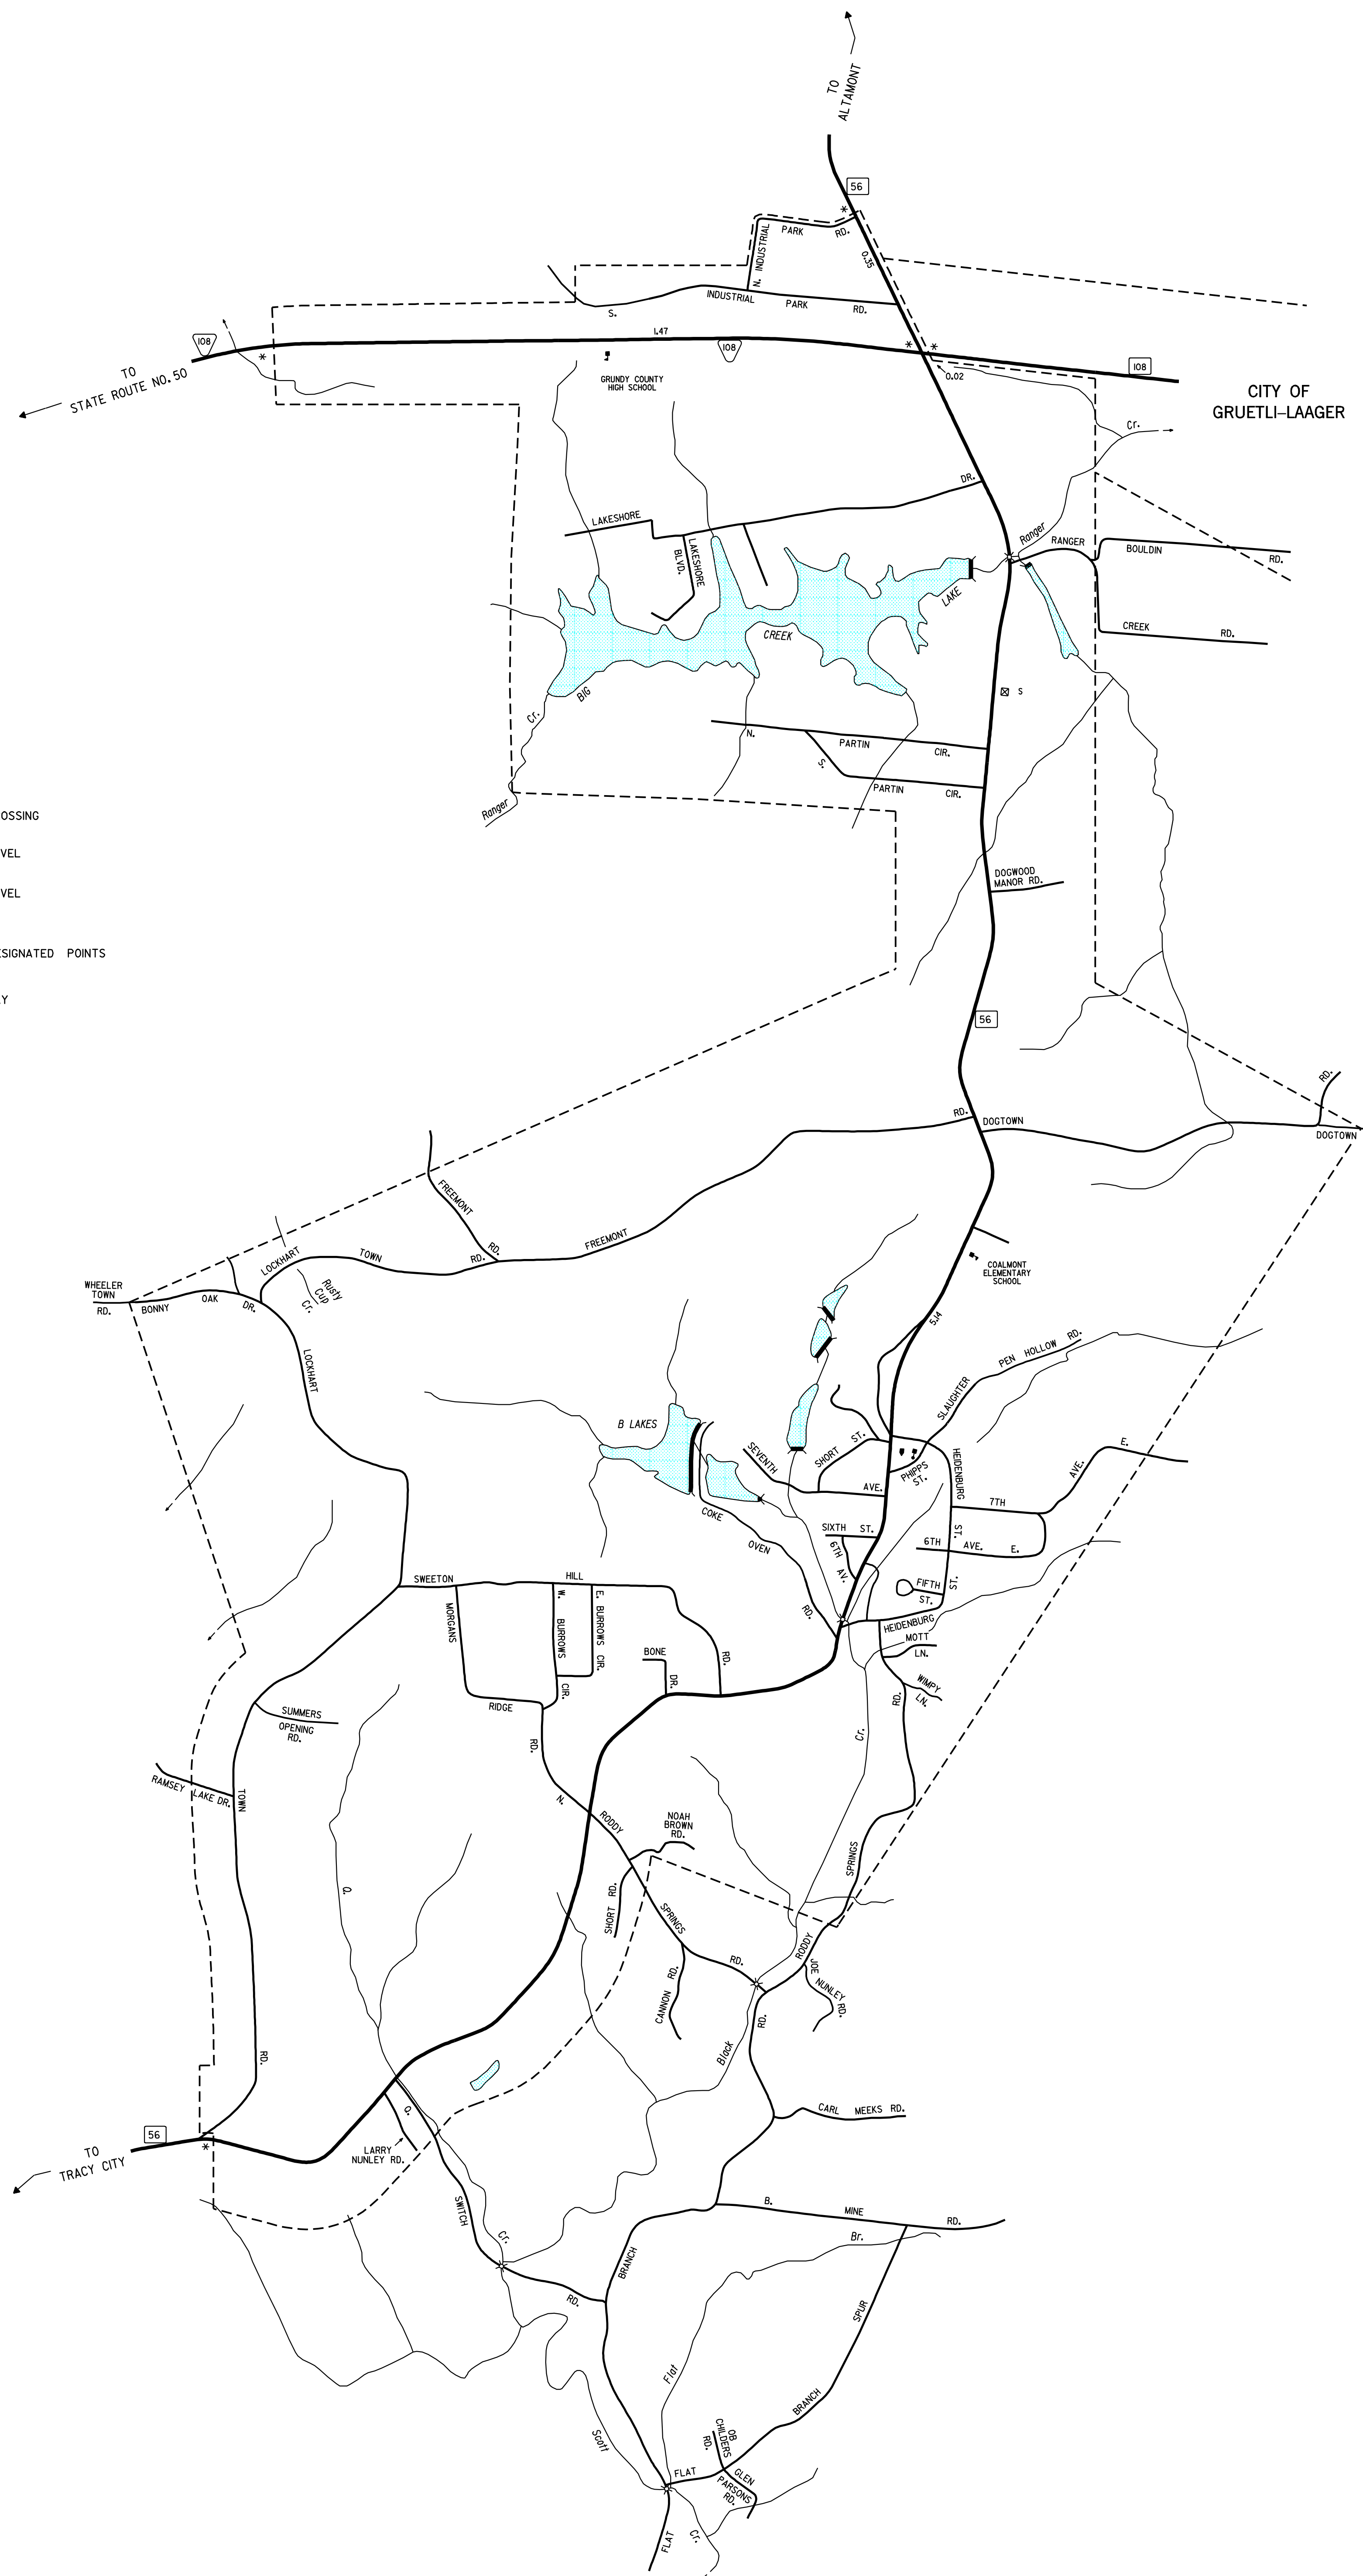 TO
ALTAMONT
56
PARK
RD.
N. INDUSTRIAL
0.35
INDUSTRIAL
PARK
RD.
S.
108
1.47
108
108
TO
STATE ROUTE NO. 50
GRUNDY COUNTY
HIGH SCHOOL
0.02
CITY OF
GRUETLI–LAAGER
Cr.
DR.
LAKESHORE
LAKESHORE
BLVD.
Ranger
RANGER
BOULDIN
RD.
LAKE
CREEK
BIG
CREEK
RD.
Cr.
Ranger
S
N.
PARTIN
CIR.
S.
PARTIN
CIR.
OSSING
VEL
VEL
ESIGNATED POINTS
Y
DOGWOOD
MANOR RD.
56
RD.
DOGTOWN
RD.
DOGTOWN
FREEMONT
RD.
FREEMONT
LOCKHART
TOWN
RD.
Rusty
Cup
Cr.
WHEELER
TOWN
RD.
BONNY
OAK
DR.
LOCKHART
COALMONT
ELEMENTARY
SCHOOL
5.14
SLAUGHTER
PEN HOLLOW RD.
B LAKES
SEVENTH
SHORT
ST.
AVE.
PHIPPS
ST.
HEIDENBURG
ST.
7TH
AVE.
E.
COKE
OVEN
RD.
SIXTH ST.
6TH
AV.
6TH
AVE.
E.
FIFTH
ST.
ST.
HEIDENBURG
MOTT
LN.
WIMPY
LN.
RD.
SWEETON
HILL
RD.
MORGANS
RIDGE
RD.
W.
BURROWS
CIR.
E. BURROWS CIR.
BONE
DR.
SUMMERS
OPENING
RD.
RAMSEY LAKE DR.
TOWN
RD.
Cr.
N.
RODDY
SPRINGS
RD.
NOAH
BROWN
RD.
SHORT RD.
CANNON RD.
SPRINGS
RODDY
RD.
JOE
NUNLEY
RD.
Black
Q.
CARL MEEKS RD.
56
TO
TRACY CITY
Q.
LARRY
NUNLEY RD.
SWITCH
RD.
Cr.
B.
MINE
RD.
Br.
BRANCH
SPUR
Flat
BRANCH
Scott
OB
CHILDERS
RD.
FLAT
GLEN
PARSONS
RD.
Cr.
FLAT